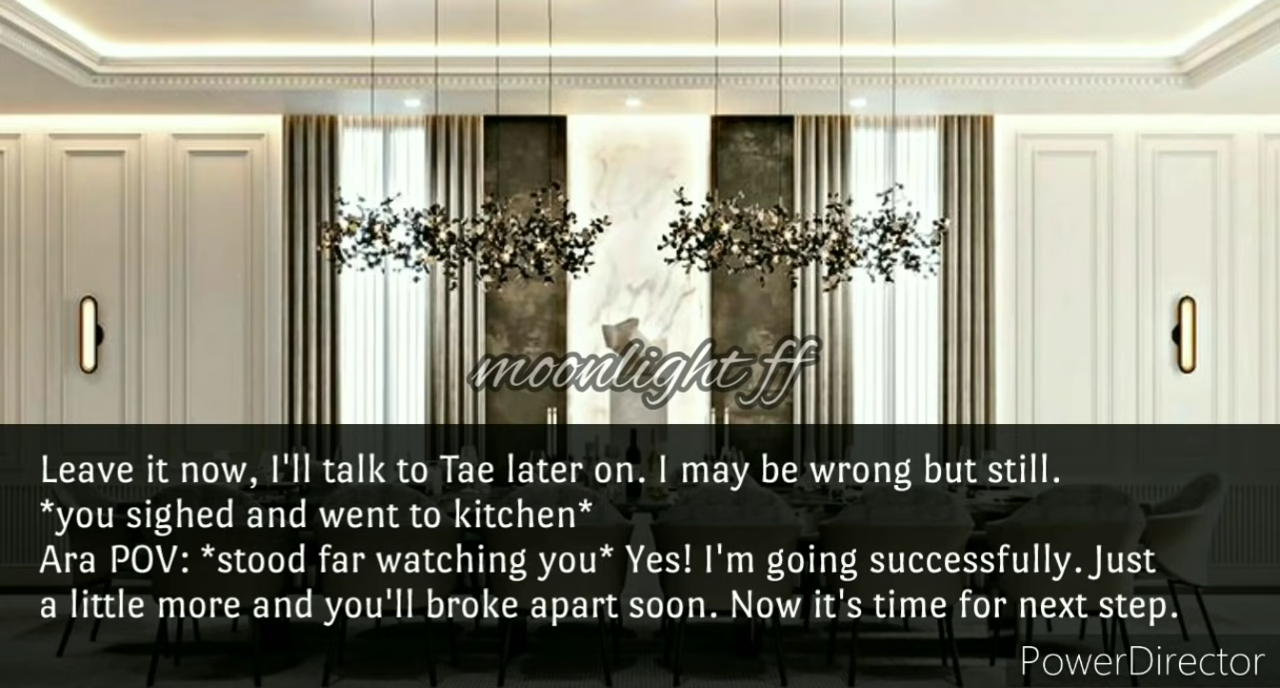 moonlight ff
Leave it now, I'll talk to Tae later on. I may be wrong but still.
*you sighed and went to kitchen*
Ara POV: *stood far watching you* Yes! I'm going successfully. Just
a little more and you'll broke apart soon. Now it's time for next step.
PowerDirector